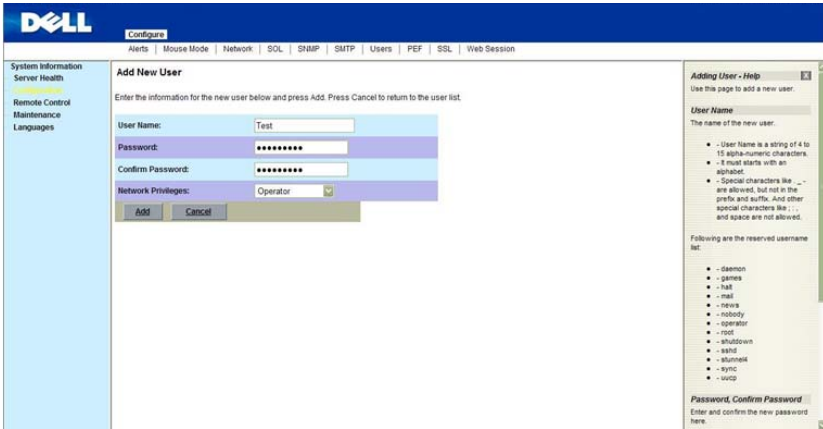 DELL
Configure
Alerts | Mouse Mode | Network | SOL | SNMP | SMTP | Users | PEF | SSL | Web Session
System Information
Server Health
Remote Control
Maintenance
Languages
Add New User
Enter the information for the new user below and press Add. Press Cancel to return to the user list.
User Name: Test
Password: •••••••••
Confirm Password: •••••••••
Network Privileges: Operator
Add Cancel
Adding User - Help X
Use this page to add a new user.
User Name
The name of the new user.
- User Name is a string of 4 to
15 alpha-numeric characters.
- It must starts with an
alphabet.
- Special characters like . _ -
are allowed, but not in the
prefix and suffix. And other
special characters like ; : ,
and space are not allowed.
Following are the reserved username
list:
- daemon
- games
- halt
- mail
- news
- nobody
- operator
- root
- shutdown
- sshd
- stunnel4
- sync
- uucp
Password, Confirm Password
Enter and confirm the new password
here.